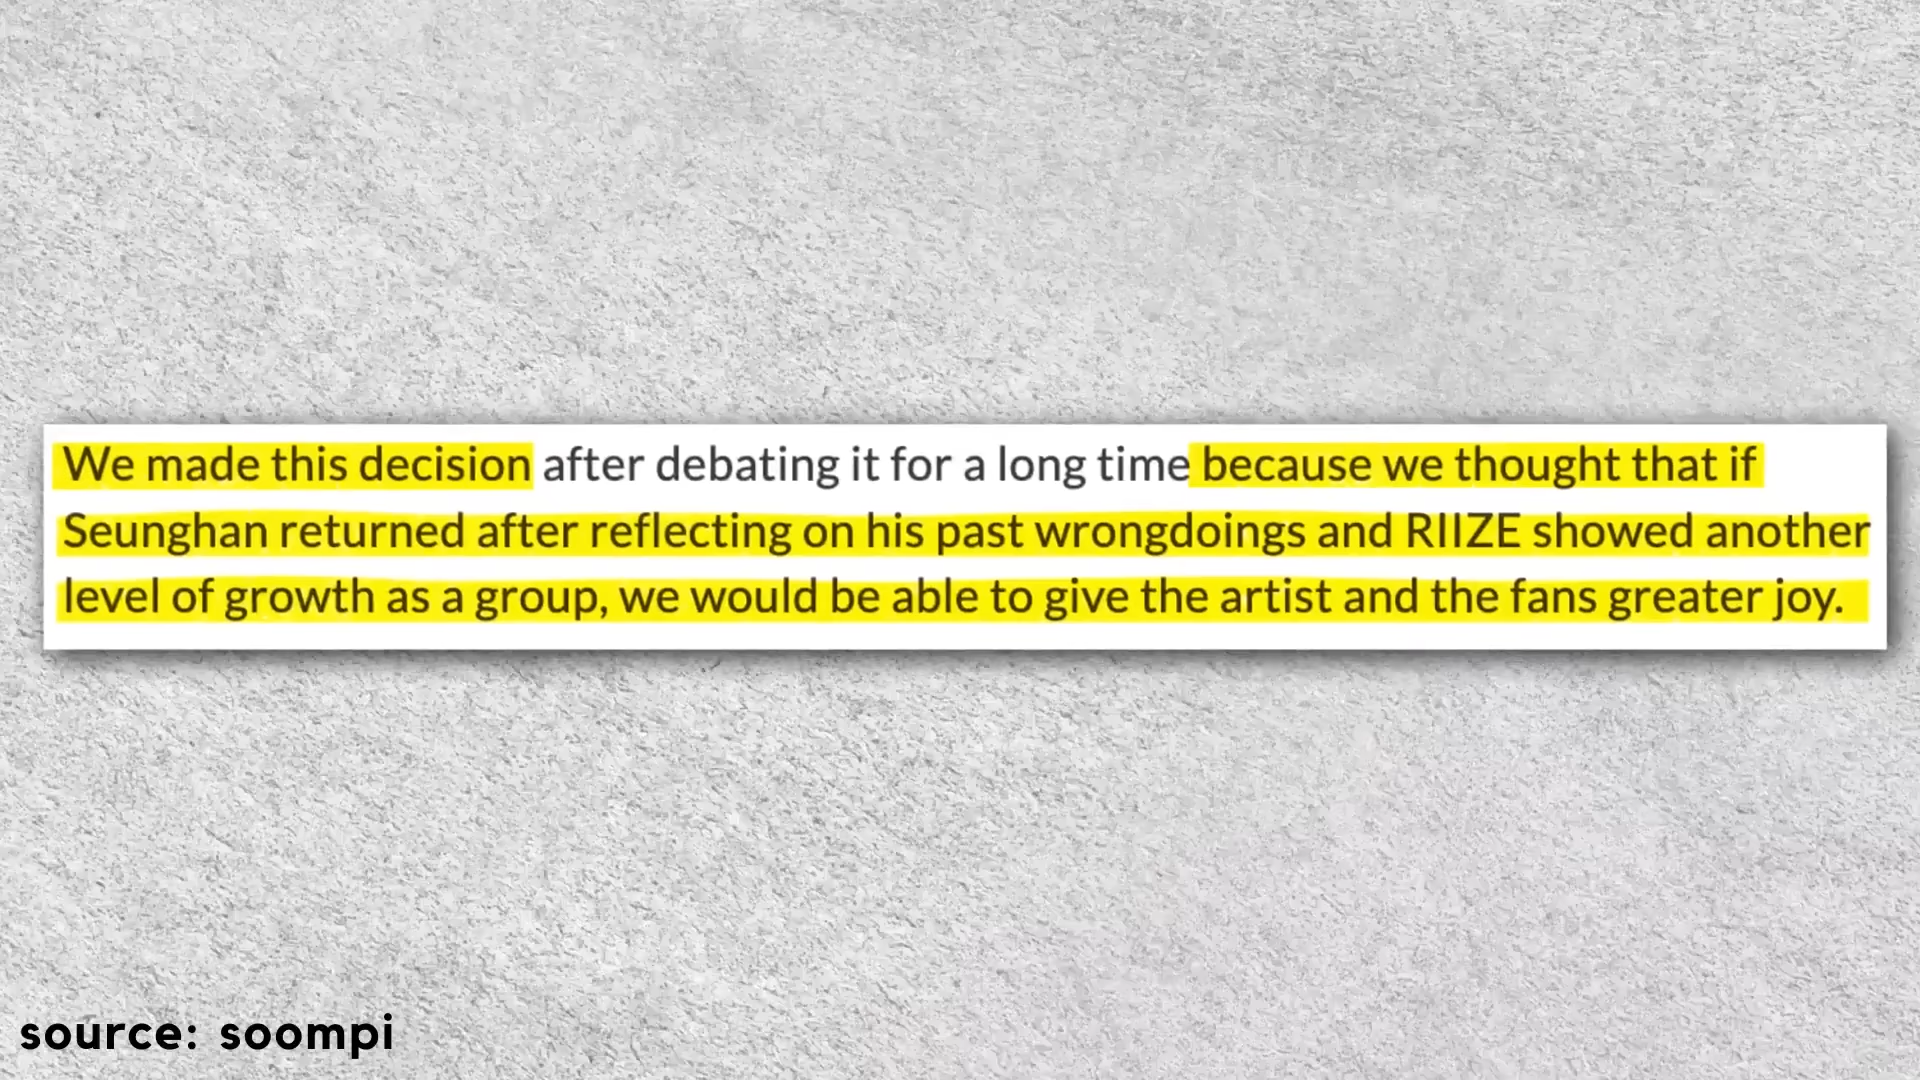 We made this decision after debating it for a long time because we thought that if
Seunghan returned after reflecting on his past wrongdoings and RIIZE showed another
level of growth as a group, we would be able to give the artist and the fans greater joy.
source: soompi